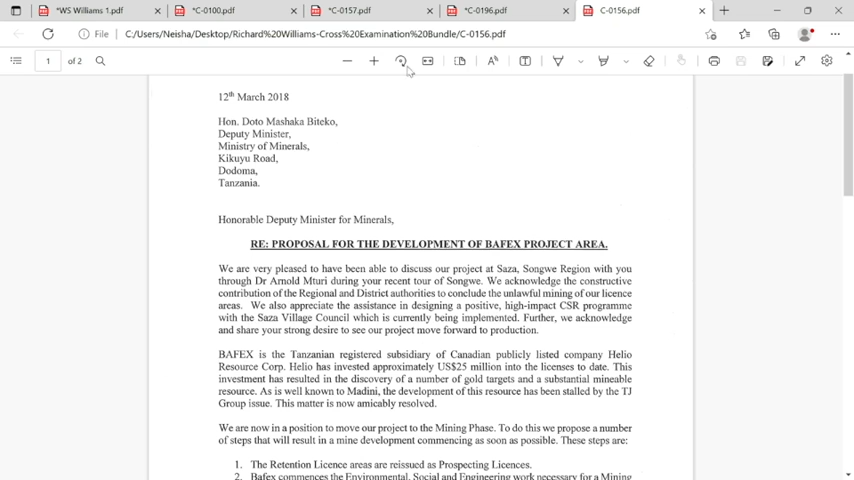 *WS Williams 1.pdf
*C-0100.pdf
*C-0157.pdf
*C-0196.pdf
C-0156.pdf
File
C:/Users/Neisha/Desktop/Richard%20Williams-Cross%20Examination%20Bundle/C-0156.pdf
1 of 2
12th March 2018
Hon. Doto Mashaka Biteko,
Deputy Minister,
Ministry of Minerals,
Kikuyu Road,
Dodoma,
Tanzania.
Honorable Deputy Minister for Minerals,
RE: PROPOSAL FOR THE DEVELOPMENT OF BAFEX PROJECT AREA.
We are very pleased to have been able to discuss our project at Saza, Songwe Region with you
through Dr Arnold Mturi during your recent tour of Songwe. We acknowledge the constructive
contribution of the Regional and District authorities to conclude the unlawful mining of our licence
areas. We also appreciate the assistance in designing a positive, high-impact CSR programme
with the Saza Village Council which is currently being implemented. Further, we acknowledge
and share your strong desire to see our project move forward to production.
BAFEX is the Tanzanian registered subsidiary of Canadian publicly listed company Helio
Resource Corp. Helio has invested approximately US$25 million into the licenses to date. This
investment has resulted in the discovery of a number of gold targets and a substantial mineable
resource. As is well known to Madini, the development of this resource has been stalled by the TJ
Group issue. This matter is now amicably resolved.
We are now in a position to move our project to the Mining Phase. To do this we propose a number
of steps that will result in a mine development commencing as soon as possible. These steps are:
1. The Retention Licence areas are reissued as Prospecting Licences.
2. Bafex commences the Environmental, Social and Engineering work necessary for a Mining